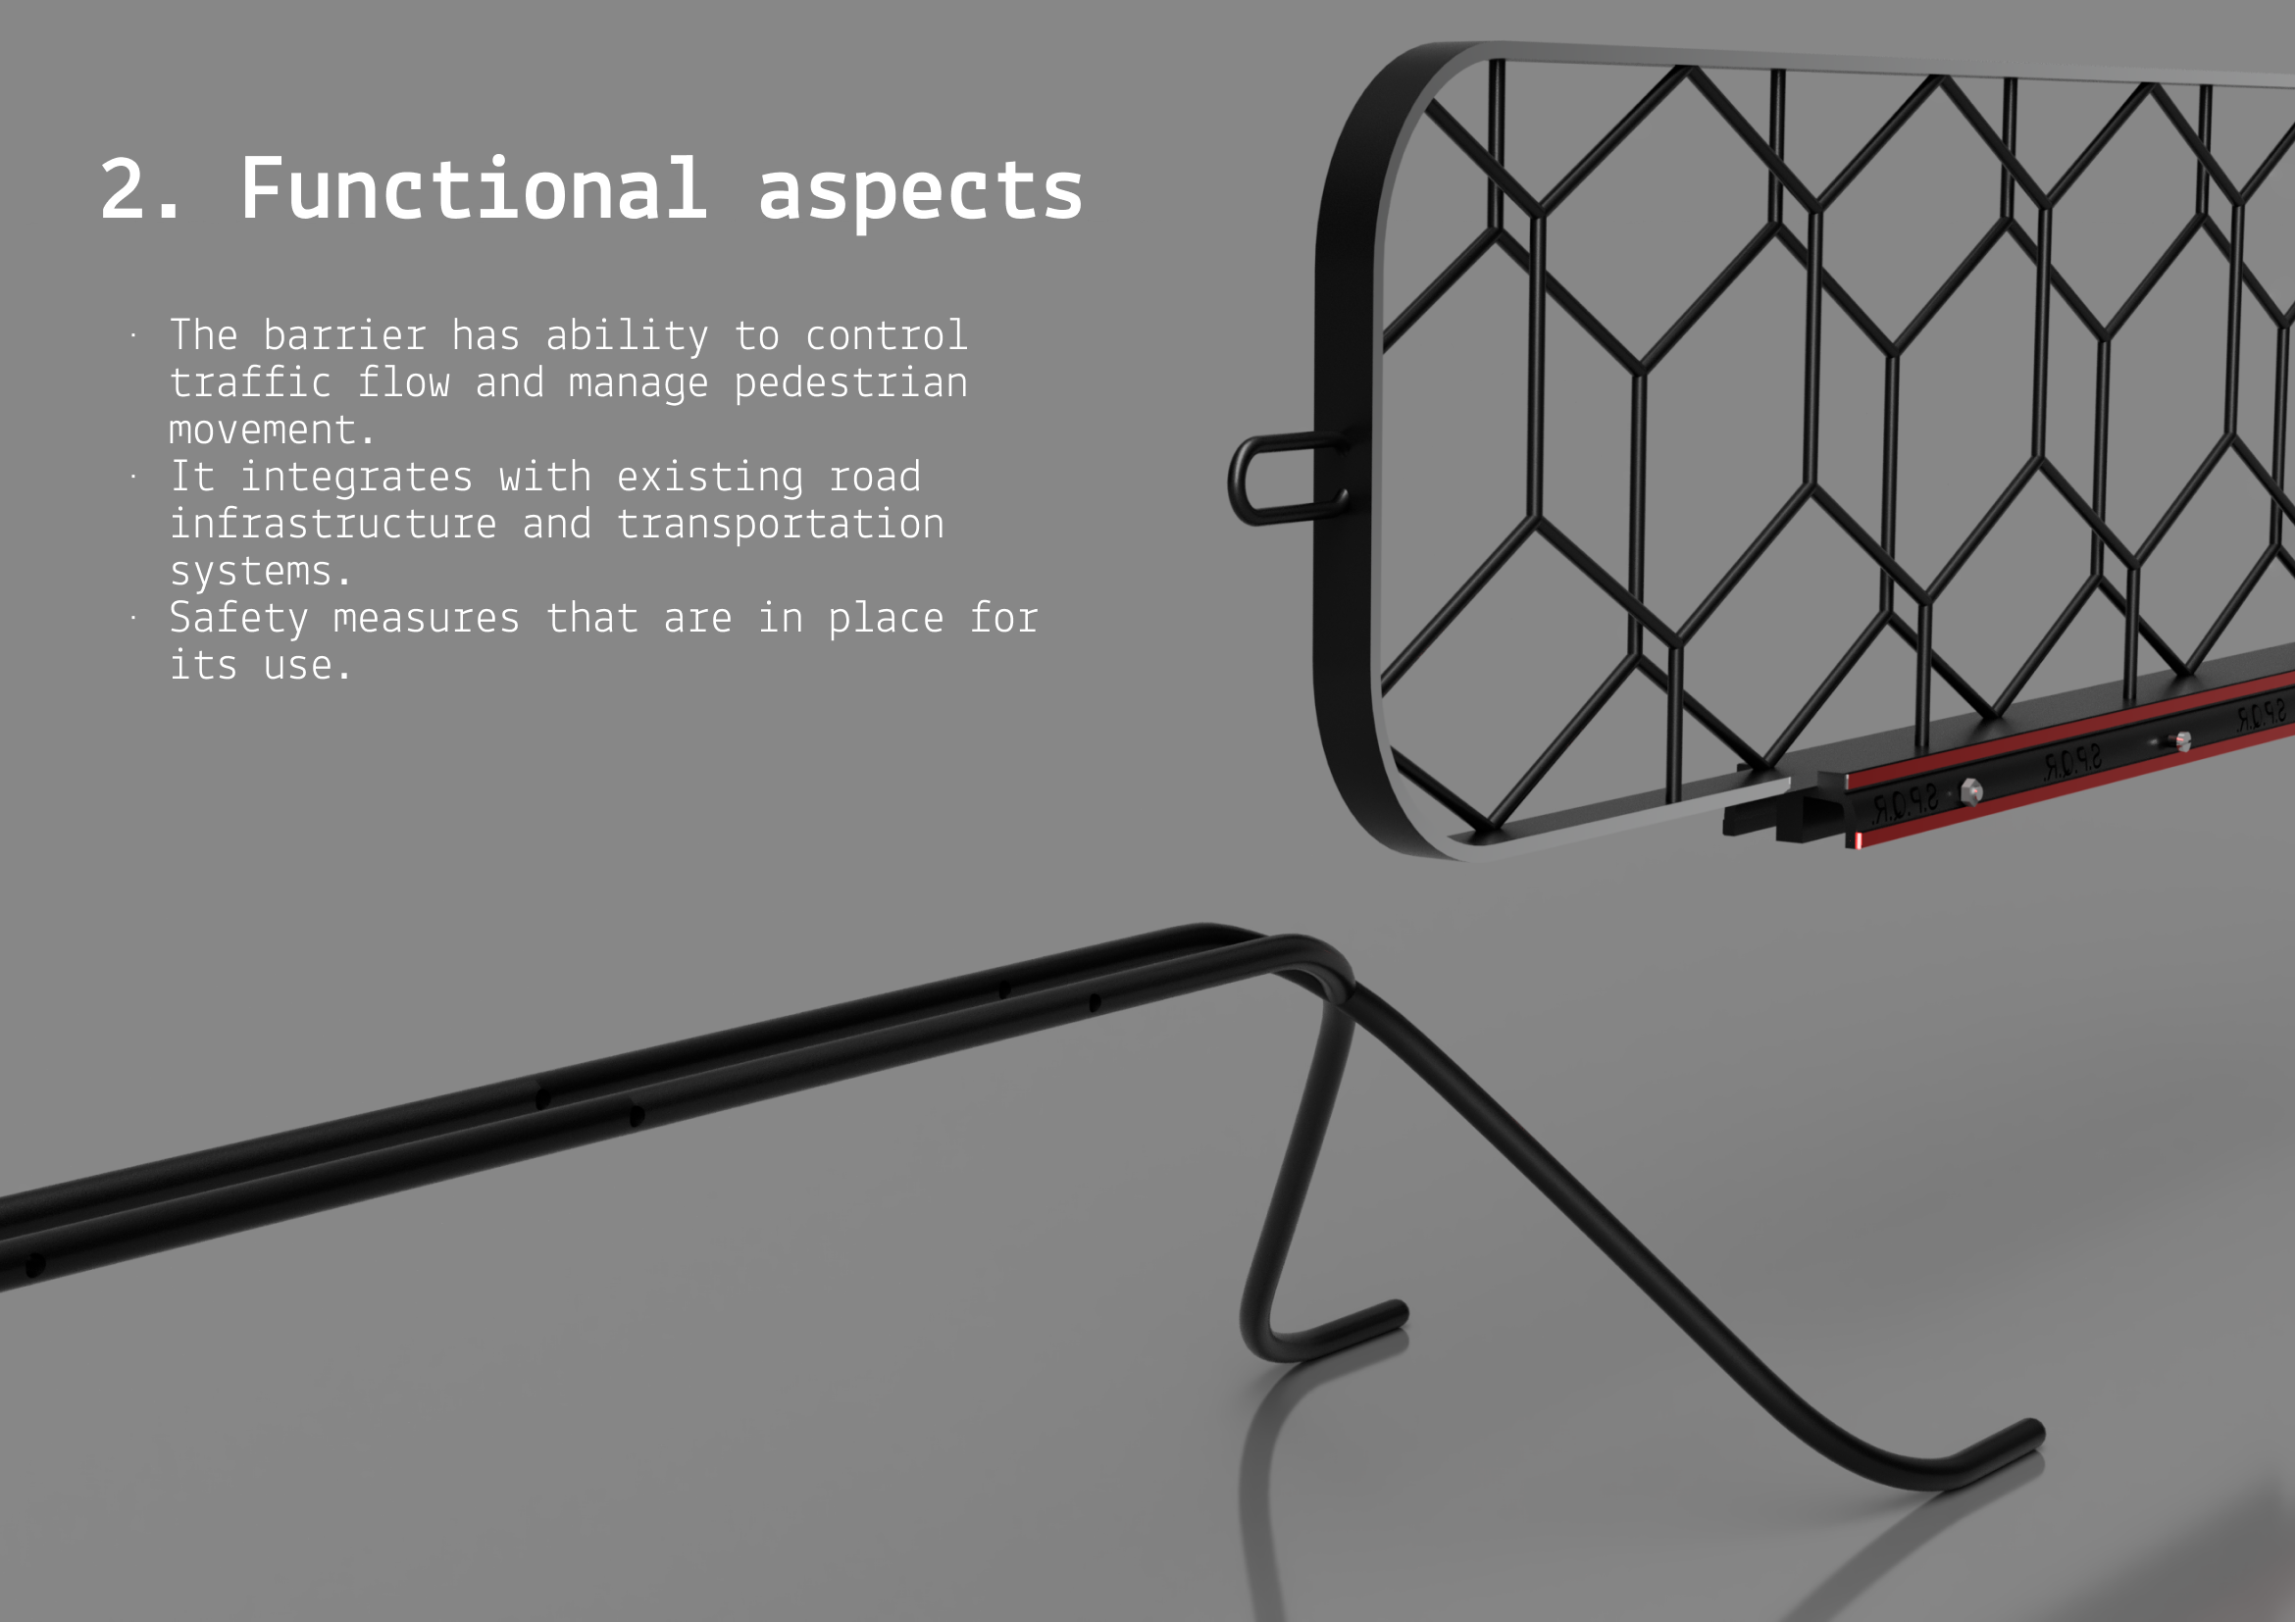 2. Functional aspects
· The barrier has ability to control
traffic flow and manage pedestrian
movement.
· It integrates with existing road
infrastructure and transportation
systems.
· Safety measures that are in place for
its use.
S.P.Q.R.
S.P.Q.R.
S.P.Q.R.